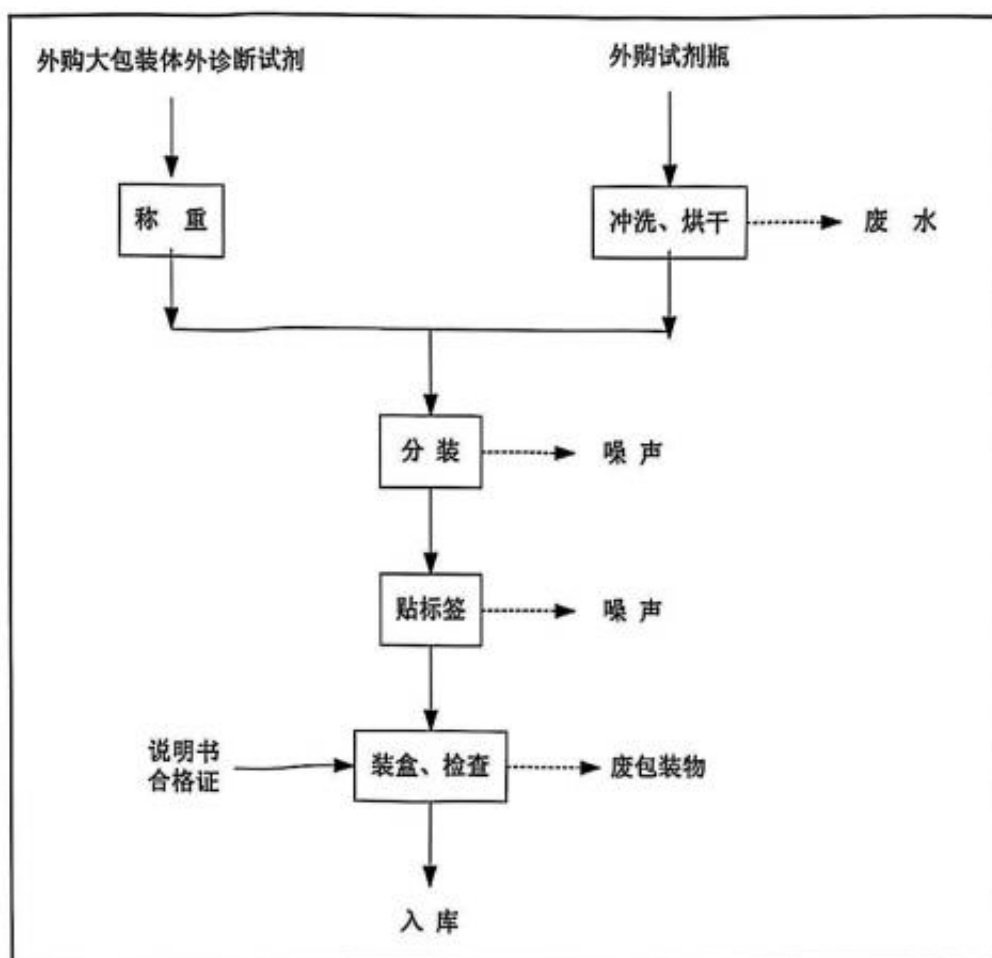 外购大包装体外诊断试剂
外购试剂瓶
称 重
冲洗、烘干
废 水
分 装
噪 声
贴标签
噪 声
说明书
合格证
装盒、检查
废包装物
入 库